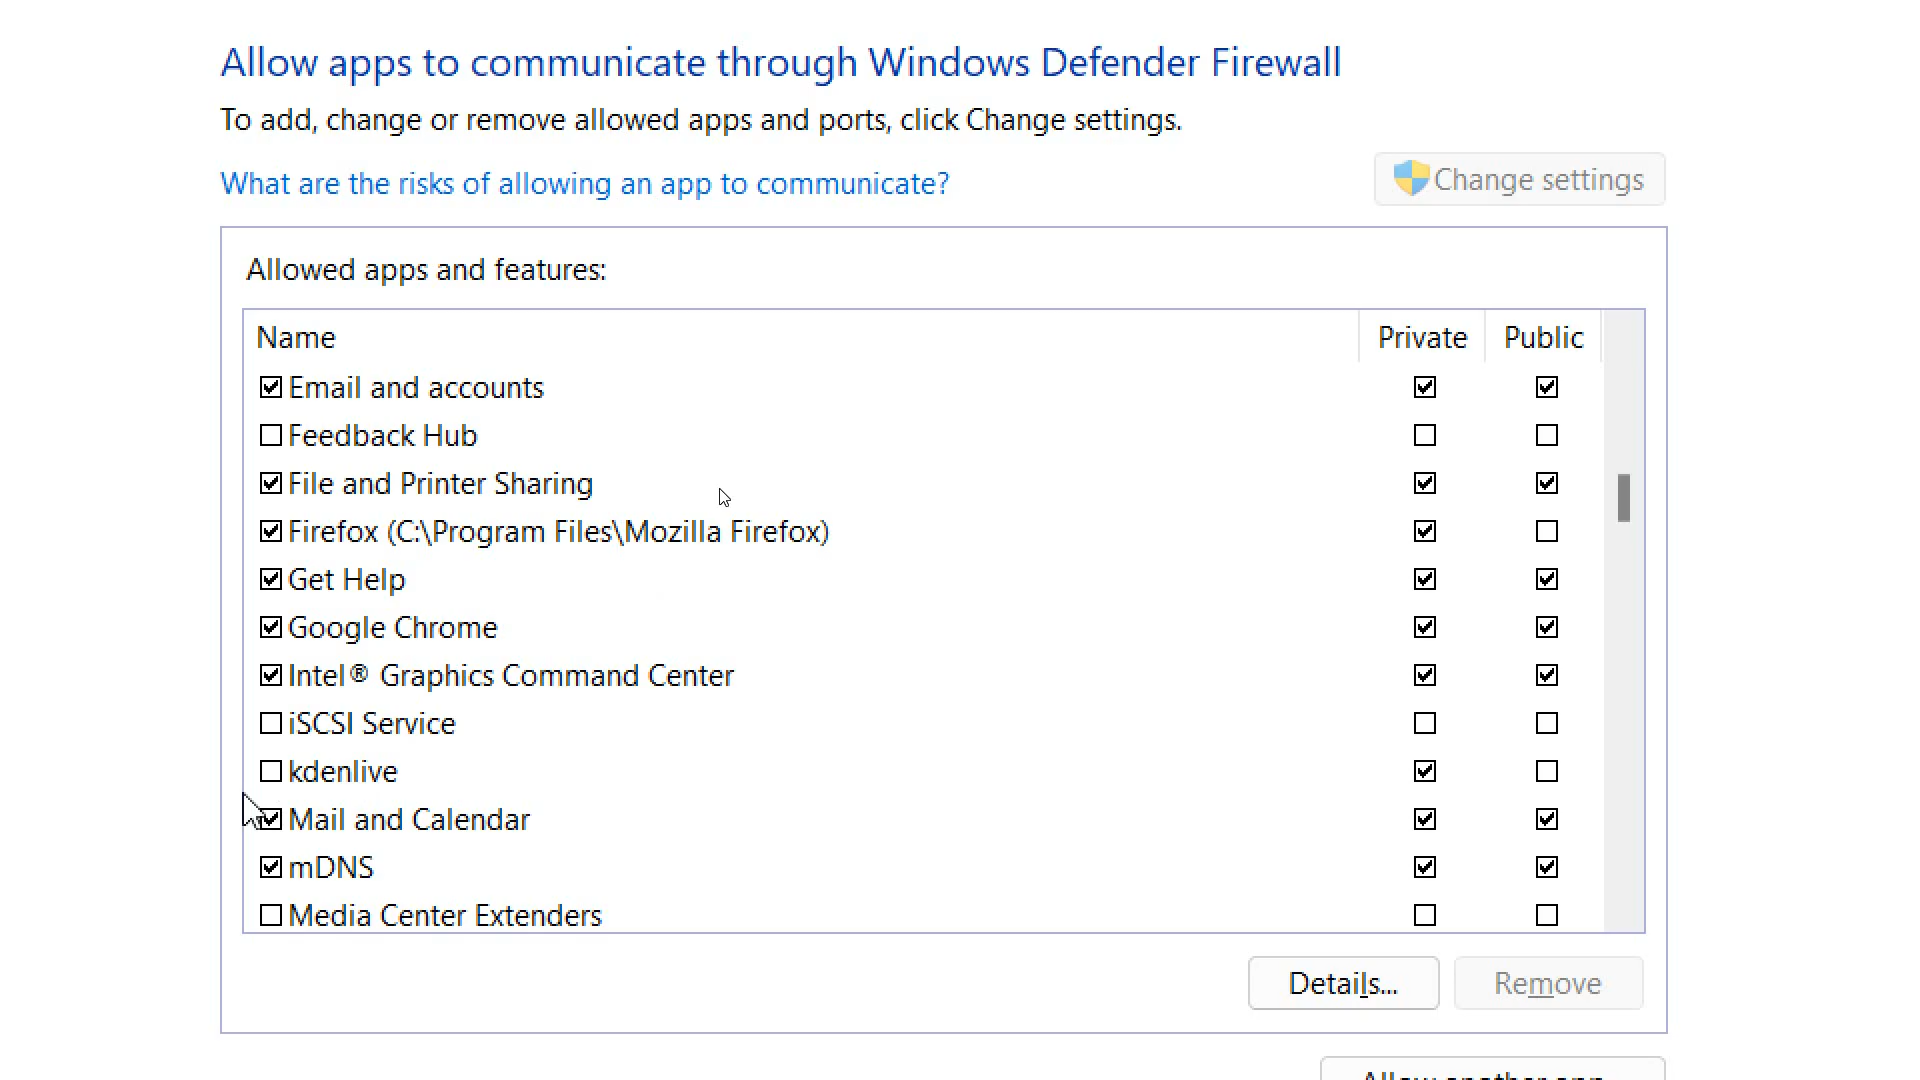 Allow apps to communicate through Windows Defender Firewall
To add, change or remove allowed apps and ports, click Change settings.
What are the risks of allowing an app to communicate?
Change settings
Allowed apps and features:
Name Private Public
Email and accounts
Feedback Hub
File and Printer Sharing
Firefox (C:\Program Files\Mozilla Firefox)
Get Help
Google Chrome
Intel® Graphics Command Center
iSCSI Service
kdenlive
Mail and Calendar
mDNS
Media Center Extenders
Details...
Remove
Allow another app...